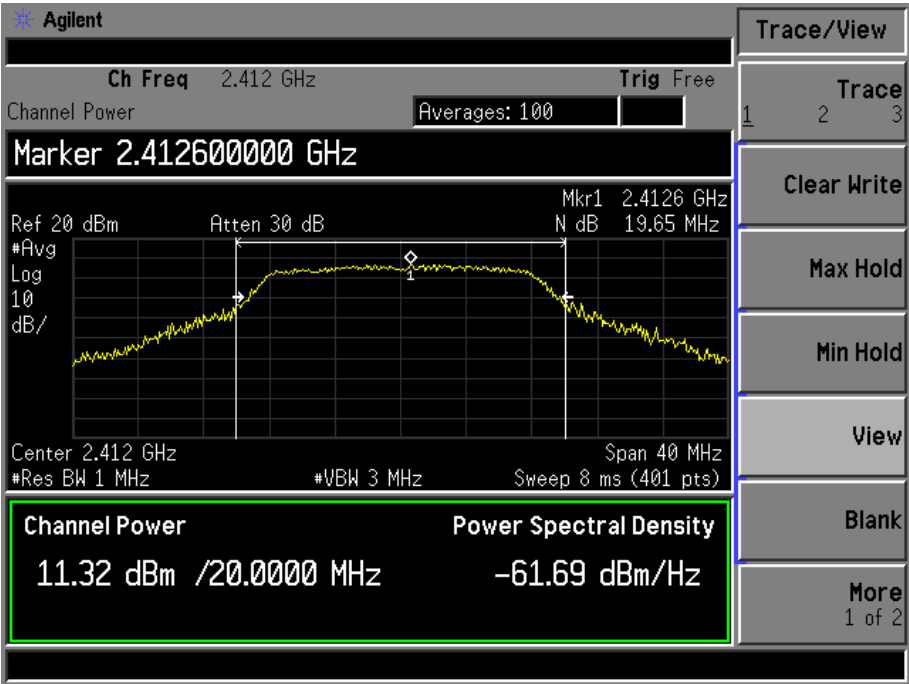 Agilent
Trace/View
Ch Freq 2.412 GHz Trig Free
Channel Power Averages: 100
Trace
1 2 3
Marker 2.412600000 GHz
Clear Write
Mkr1 2.4126 GHz
Ref 20 dBm Atten 30 dB N dB 19.65 MHz
#Avg
Log
10
dB/
1
Max Hold
Min Hold
View
Center 2.412 GHz Span 40 MHz
#Res BW 1 MHz #VBW 3 MHz Sweep 8 ms (401 pts)
Channel Power Power Spectral Density
Blank
11.32 dBm /20.0000 MHz -61.69 dBm/Hz
More
1 of 2